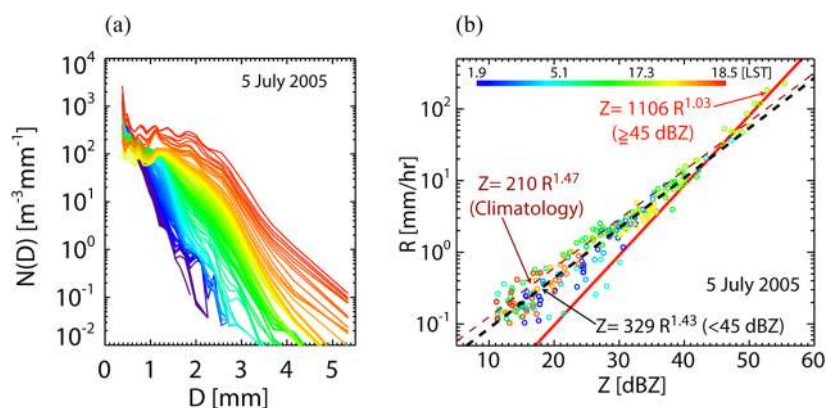 (a)
(b)
5 July 2005
10^4
10^3
10^2
10^1
10^0
10^-1
10^-2
N(D) [m^-3mm^-1]
0 1 2 3 4 5
D [mm]
1.9 5.1 17.3 18.5 [LST]
Z= 1106 R^1.03
(≧45 dBZ)
Z= 210 R^1.47
(Climatology)
5 July 2005
Z= 329 R^1.43 (<45 dBZ)
10^2
10^1
10^0
10^-1
R [mm/hr]
10 20 30 40 50 60
Z [dBZ]